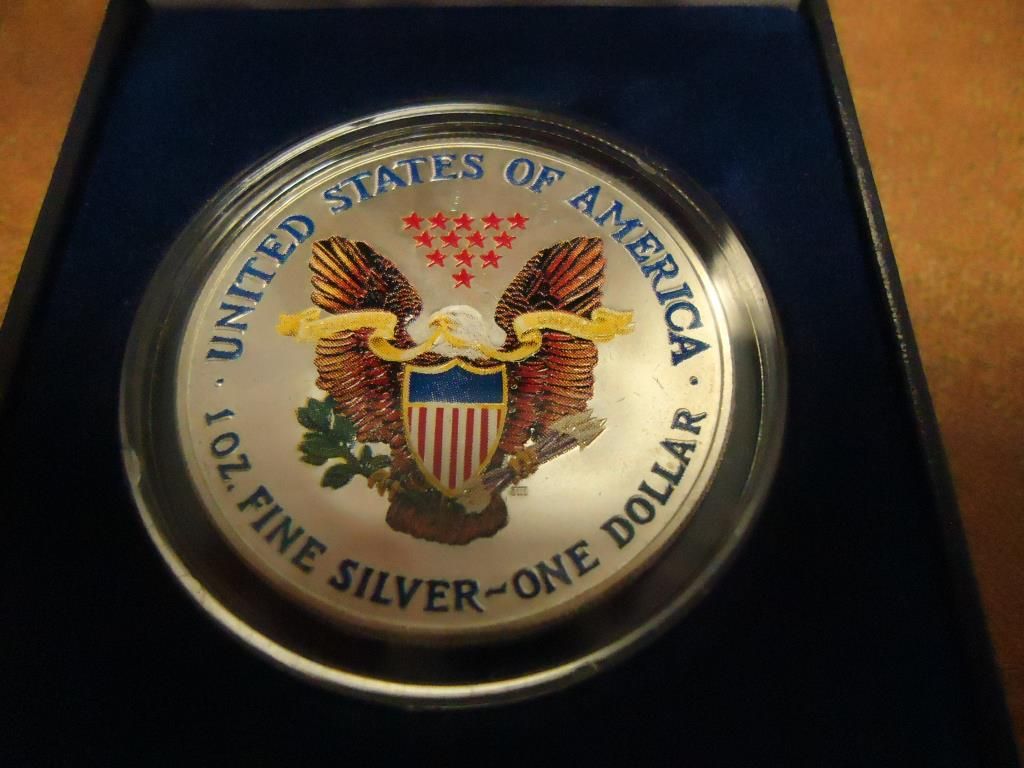 UNITED STATES OF AMERICA
1 OZ. FINE SILVER~ONE DOLLAR